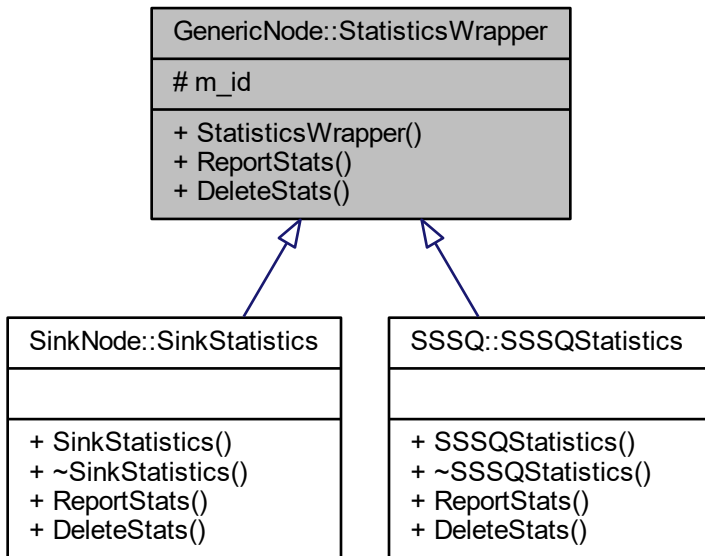 GenericNode::StatisticsWrapper
# m_id
+ StatisticsWrapper()
+ ReportStats()
+ DeleteStats()
SinkNode::SinkStatistics
+ SinkStatistics()
+ ~SinkStatistics()
+ ReportStats()
+ DeleteStats()
SSSQ::SSSQStatistics
+ SSSQStatistics()
+ ~SSSQStatistics()
+ ReportStats()
+ DeleteStats()